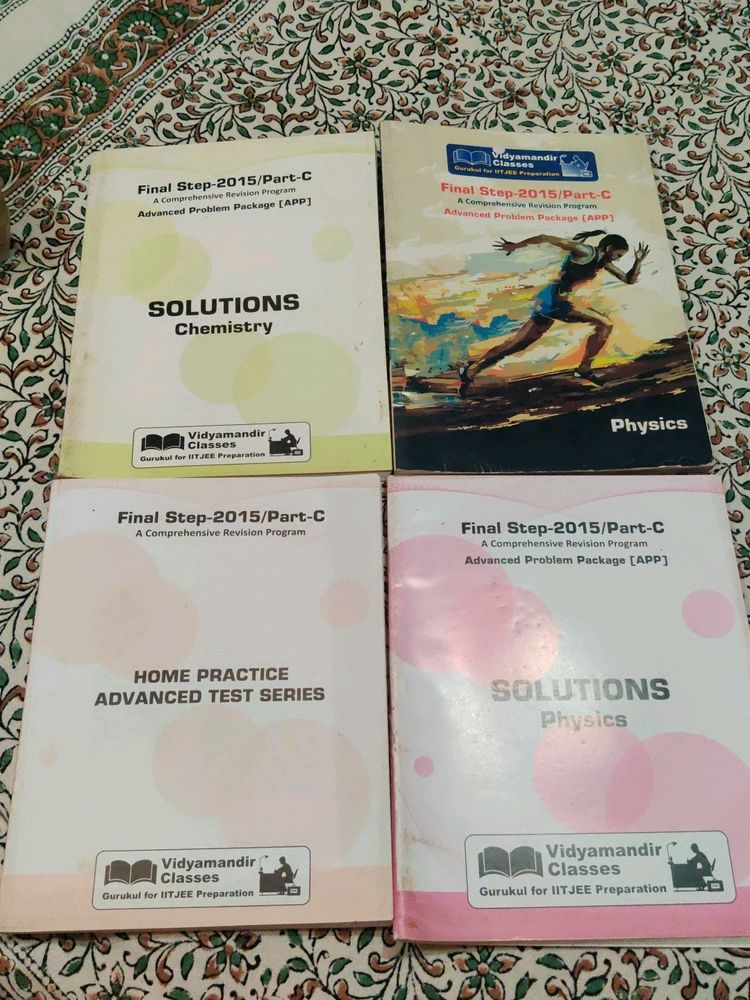 Final Step-2015/Part-C
A Comprehensive Revision Program
Advanced Problem Package [APP]
SOLUTIONS
Chemistry
Vidyamandir
Classes
Gurukul for IITJEE Preparation
Vidyamandir
Classes
Gurukul for IITJEE Preparation
Final Step-2015/Part-C
A Comprehensive Revision Program
Advanced Problem Package [APP]
Physics
Final Step-2015/Part-C
A Comprehensive Revision Program
HOME PRACTICE
ADVANCED TEST SERIES
Vidyamandir
Classes
Gurukul for IITJEE Preparation
Final Step-2015/Part-C
A Comprehensive Revision Program
Advanced Problem Package [APP]
SOLUTIONS
Physics
Vidyamandir
Classes
Gurukul for IITJEE Preparation